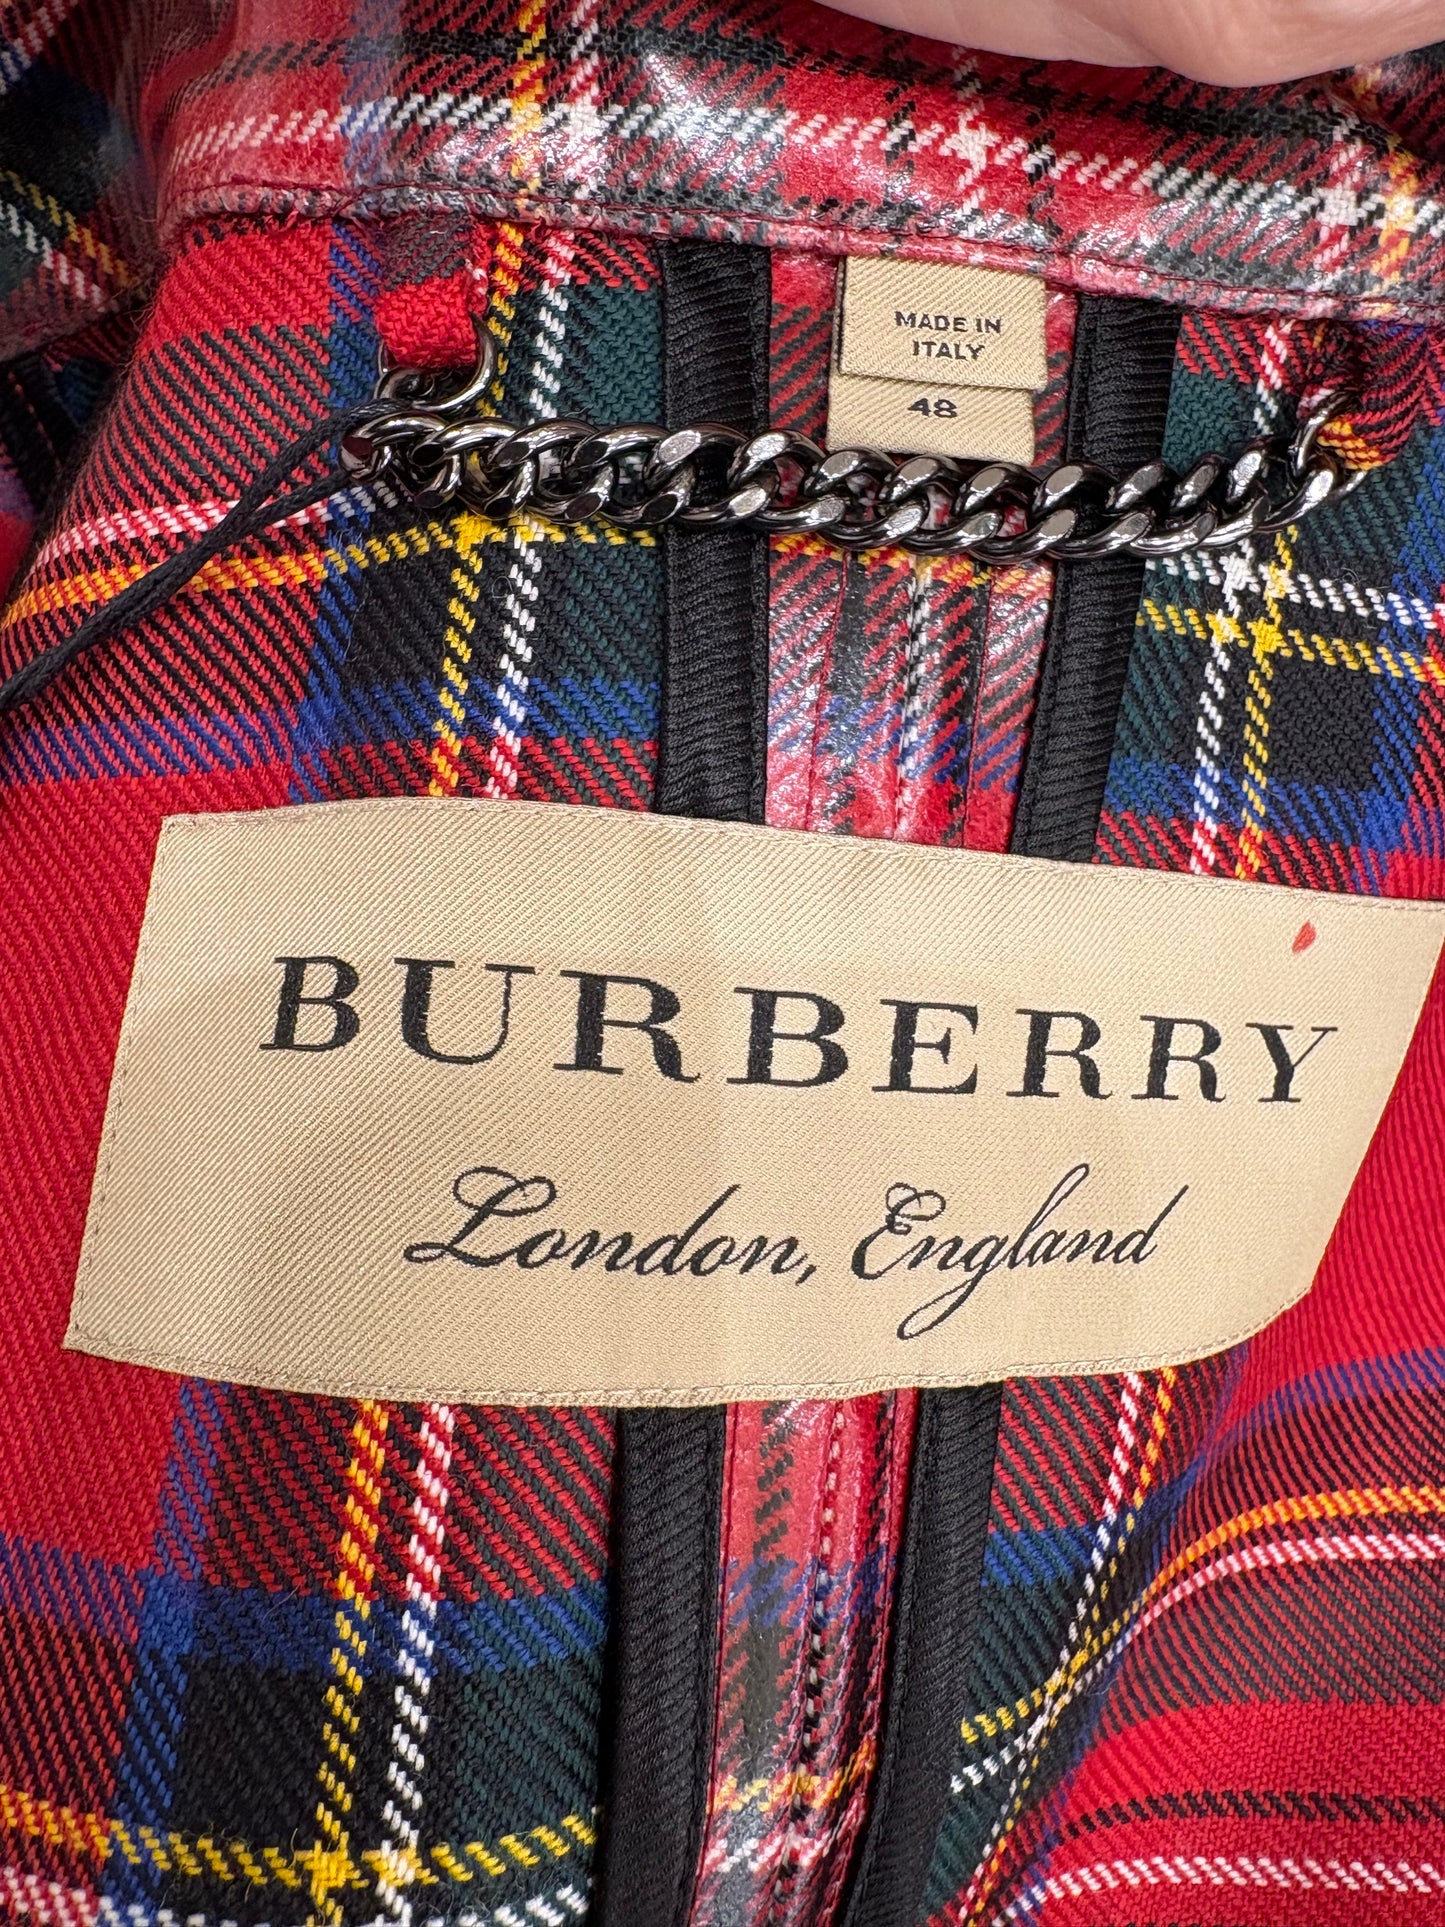 MADE IN
ITALY
48
BURBERRY
London, England